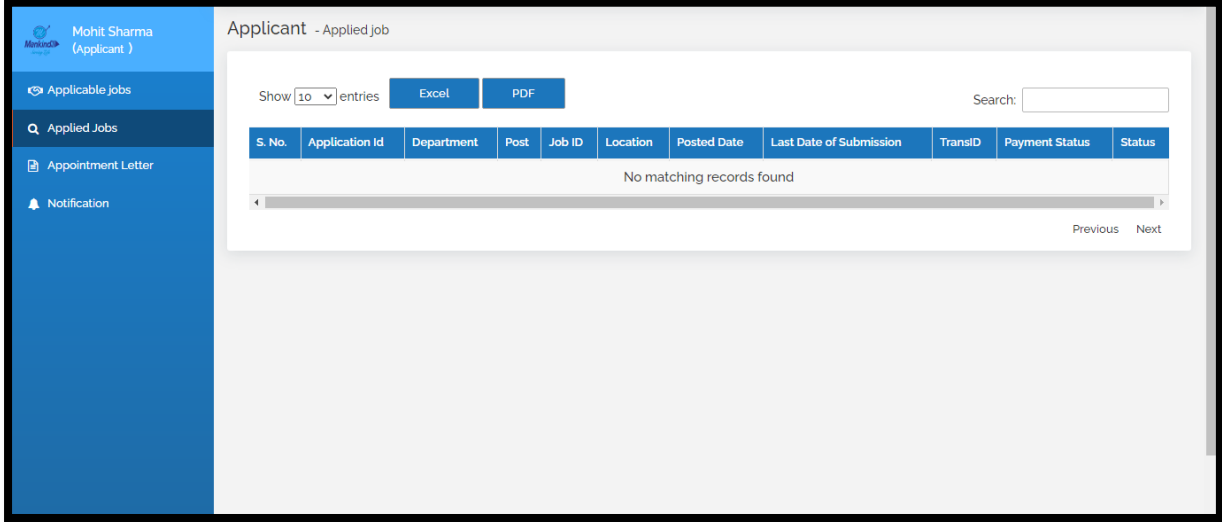 Mankind
Mohit Sharma
(Applicant )
Applicable jobs
Applied Jobs
Appointment Letter
Notification
Applicant - Applied job
Show 10 entries Excel PDF
Search:
S. No. Application Id Department Post Job ID Location Posted Date Last Date of Submission TransID Payment Status Status
No matching records found
Previous Next